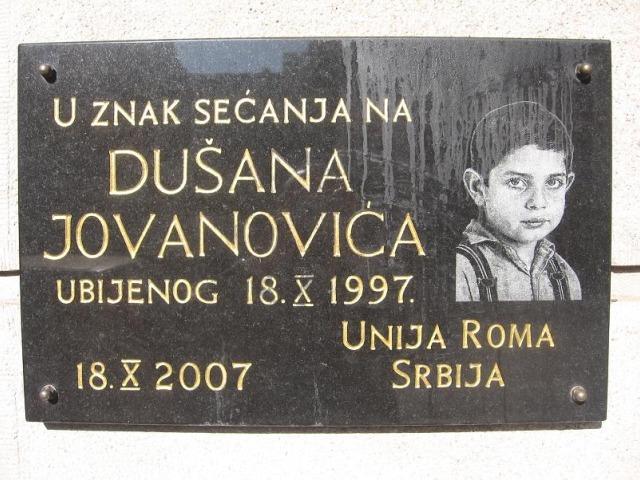 U ZNAK SEĆANJA NA
DUŠANA
JOVANOVIĆA
UBIJENOG 18. X 1997.
UNIJA ROMA
SRBIJA
18. X 2007